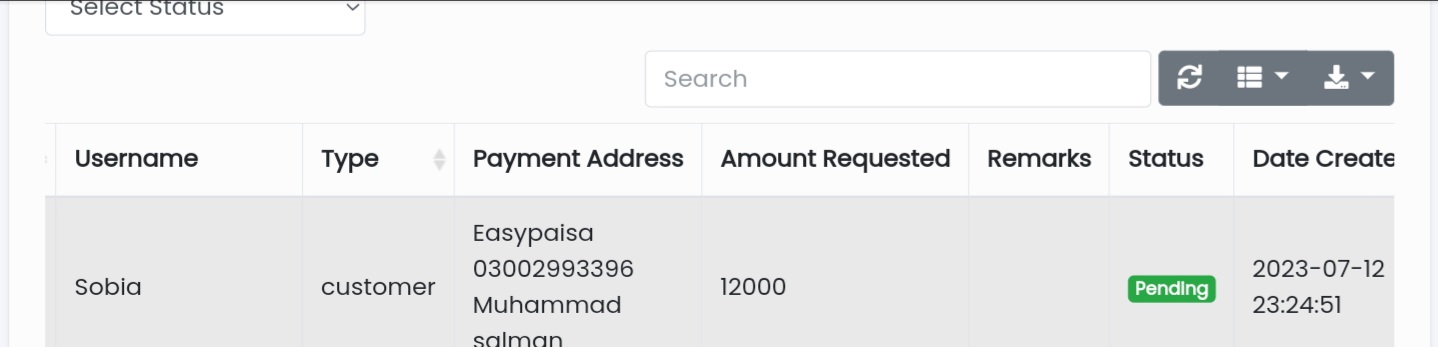 Select Status
Search
Username Type Payment Address Amount Requested Remarks Status Date Create
Easypaisa
03002993396
Muhammad
salman
Sobia customer 12000 Pending
2023-07-12
23:24:51